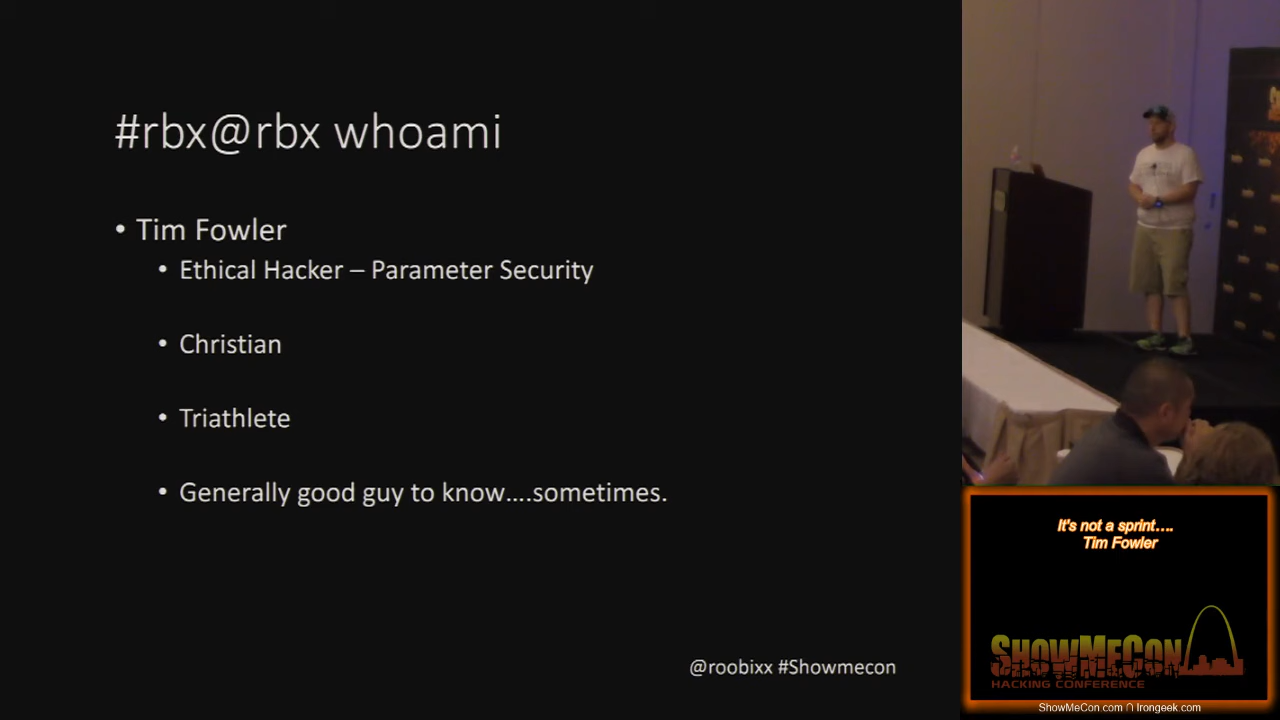 #rbx@rbx whoami
• Tim Fowler
• Ethical Hacker – Parameter Security
• Christian
• Triathlete
• Generally good guy to know....sometimes.
@roobixx #Showmecon
It's not a sprint....
Tim Fowler
ShowMeCon
HACKING CONFERENCE
ShowMeCon.com ∩ Irongeek.com